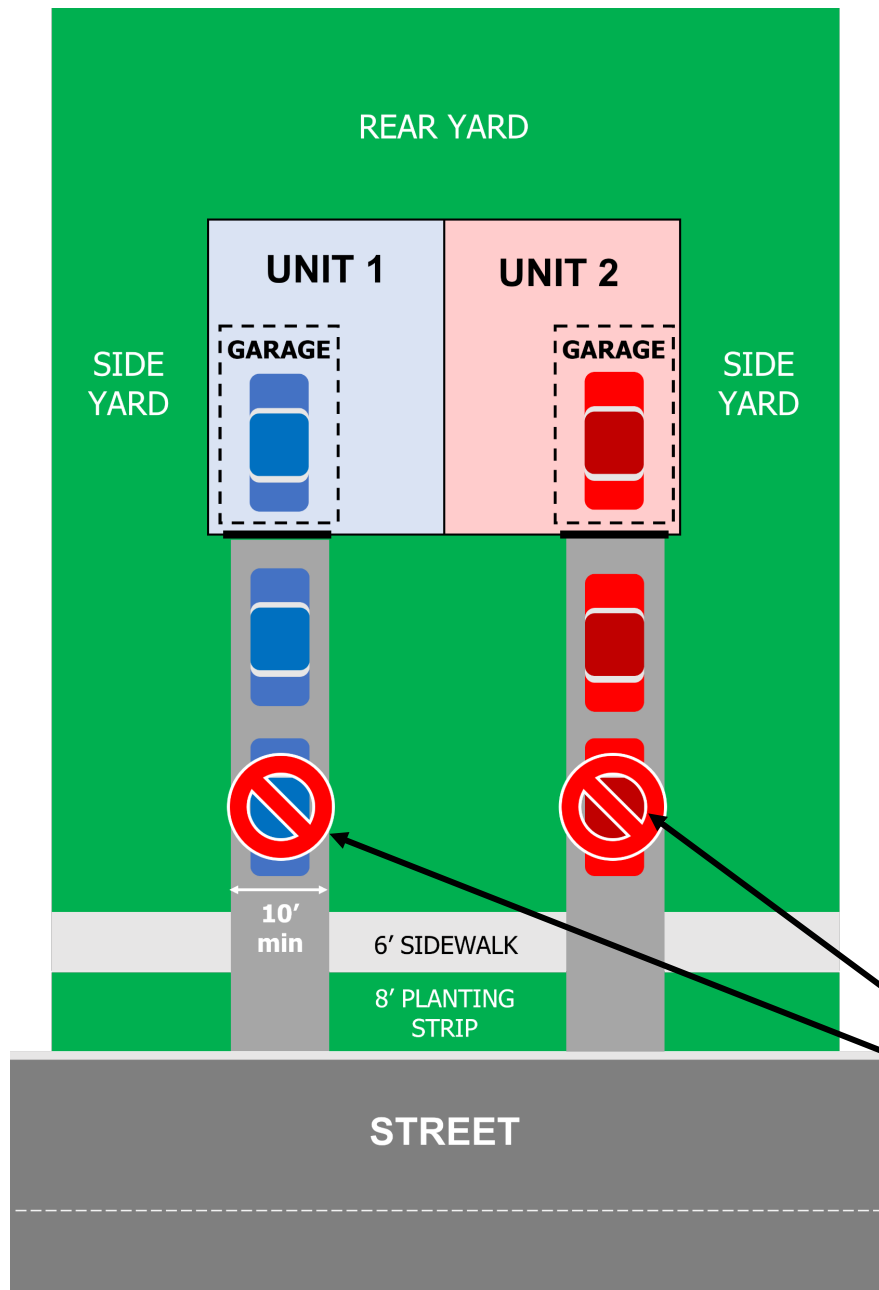 REAR YARD
UNIT 1
UNIT 2
GARAGE
GARAGE
SIDE
YARD
SIDE
YARD
10′
min
6′ SIDEWALK
8′ PLANTING
STRIP
STREET